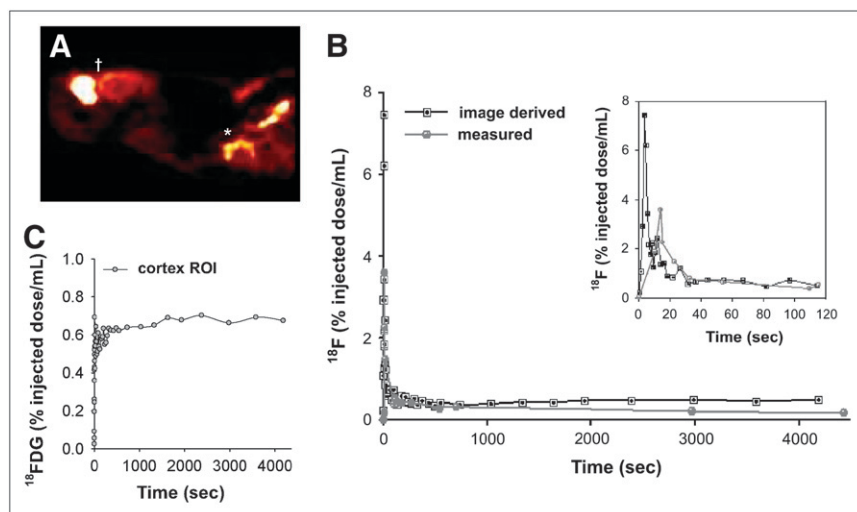 A
†
*
B
8
6
4
2
0
¹⁸F (% injected dose/mL)
image derived
measured
0 1000 2000 3000 4000
Time (sec)
8
6
4
2
0
¹⁸F (% injected dose/mL)
0 20 40 60 80 100 120
Time (sec)
C
1.0
0.8
0.6
0.4
0.2
0.0
¹⁸FDG (% injected dose/mL)
cortex ROI
0 1000 2000 3000 4000
Time (sec)